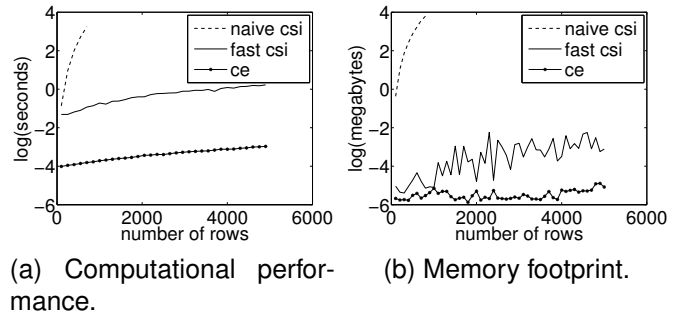 4
2
0
−2
−4
−6
log(seconds)
naive csi
fast csi
ce
0
2000
4000
6000
number of rows
(a) Computational perfor-
mance.
4
2
0
−2
−4
−6
log(megabytes)
naive csi
fast csi
ce
0
2000
4000
6000
number of rows
(b) Memory footprint.